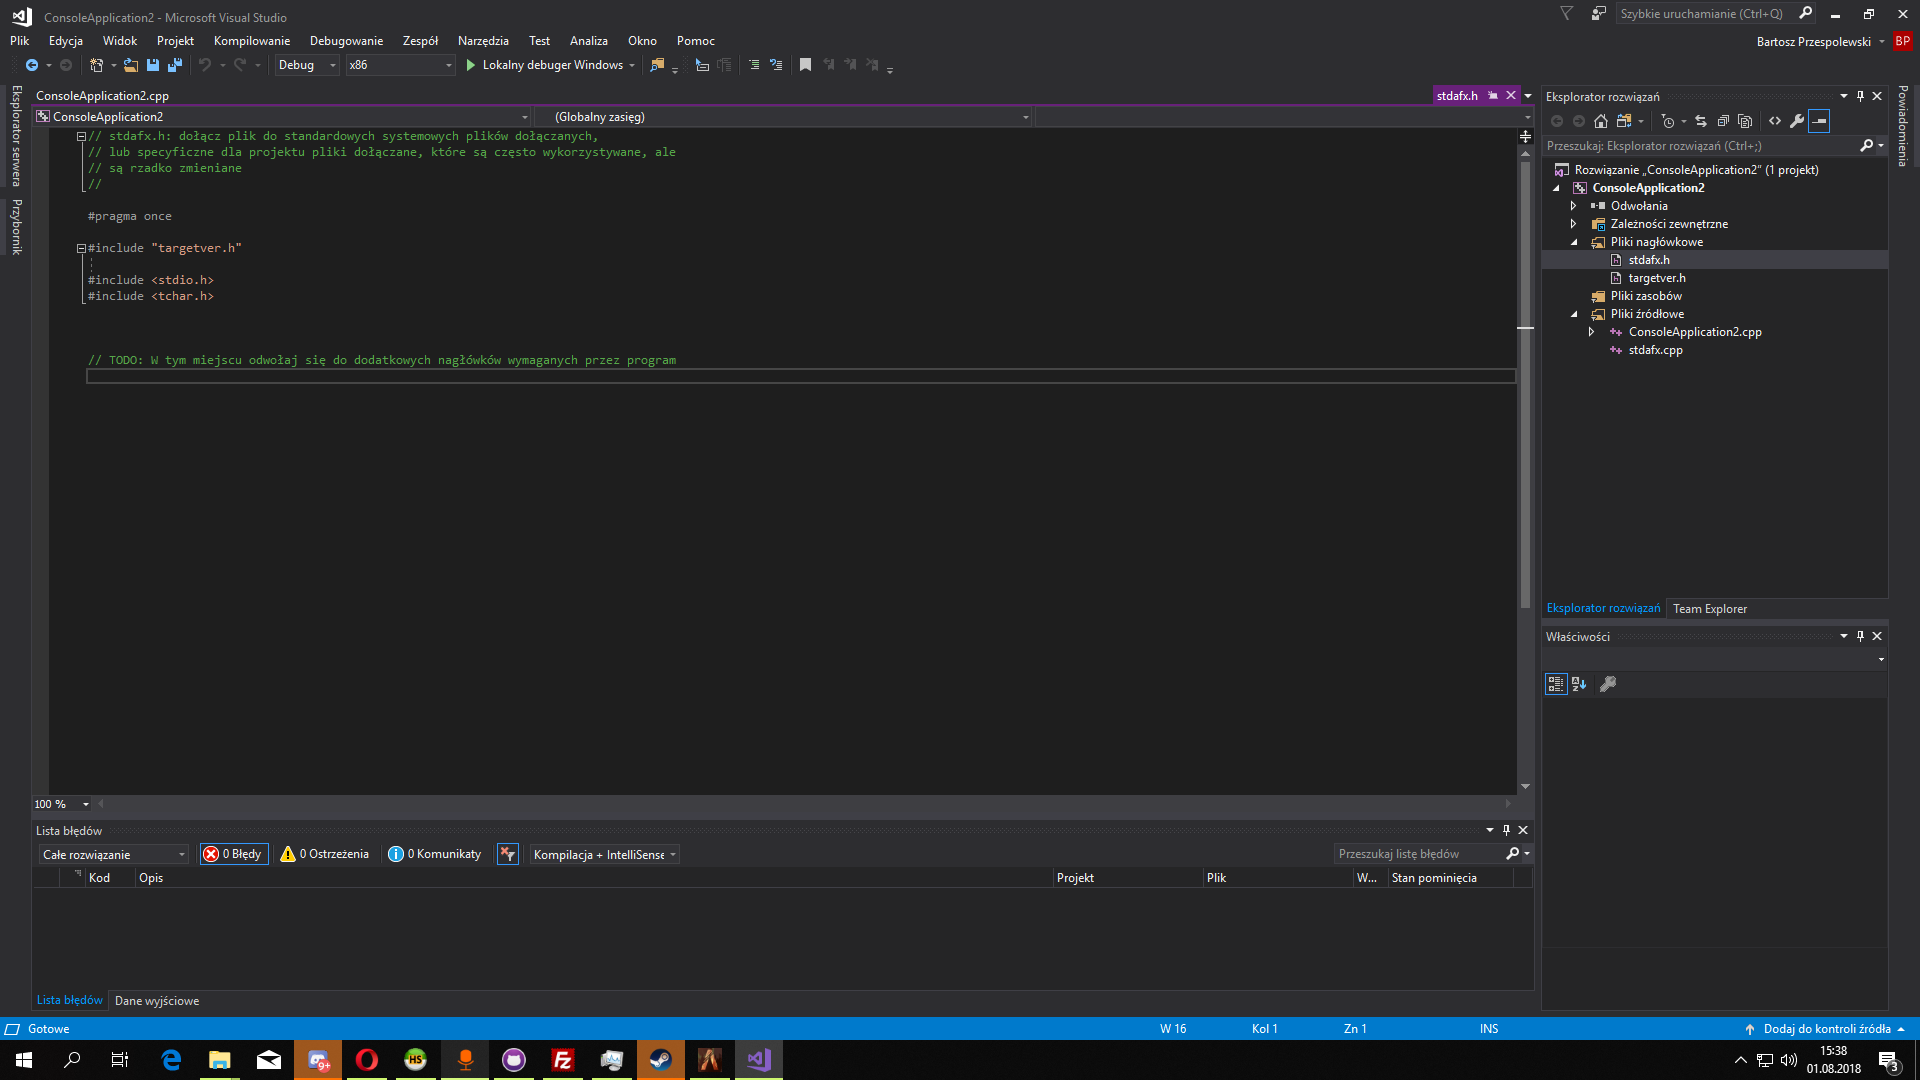 ConsoleApplication2 - Microsoft Visual Studio
Szybkie uruchamianie (Ctrl+Q)
Plik Edycja Widok Projekt Kompilowanie Debugowanie Zespół Narzędzia Test Analiza Okno Pomoc
Bartosz Przespolewski BP
Debug x86 Lokalny debuger Windows
Eksplorator serwera
Przybornik
ConsoleApplication2.cpp
stdafx.h
ConsoleApplication2
(Globalny zasięg)
// stdafx.h: dołącz plik do standardowych systemowych plików dołączanych,
// lub specyficzne dla projektu pliki dołączane, które są często wykorzystywane, ale
// są rzadko zmieniane
//
#pragma once
#include "targetver.h"
#include <stdio.h>
#include <tchar.h>
// TODO: W tym miejscu odwołaj się do dodatkowych nagłówków wymaganych przez program
100 %
Eksplorator rozwiązań
Przeszukaj: Eksplorator rozwiązań (Ctrl+;)
Rozwiązanie „ConsoleApplication2” (1 projekt)
ConsoleApplication2
Odwołania
Zależności zewnętrzne
Pliki nagłówkowe
stdafx.h
targetver.h
Pliki zasobów
Pliki źródłowe
ConsoleApplication2.cpp
stdafx.cpp
Eksplorator rozwiązań Team Explorer
Właściwości
Powiadomienia
Lista błędów
Całe rozwiązanie 0 Błędy 0 Ostrzeżenia 0 Komunikaty Kompilacja + IntelliSense Przeszukaj listę błędów
Kod Opis Projekt Plik W... Stan pominięcia
Lista błędów Dane wyjściowe
Gotowe W 16 Kol 1 Zn 1 INS Dodaj do kontroli źródła
9+
HS
Fz
15:38
01.08.2018
3